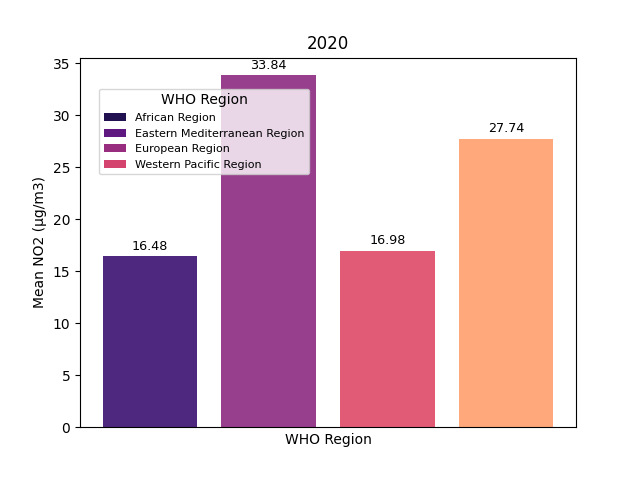 2020
33.84
27.74
16.48
16.98
WHO Region
African Region
Eastern Mediterranean Region
European Region
Western Pacific Region
Mean NO2 (µg/m3)
35
30
25
20
15
10
5
0
WHO Region